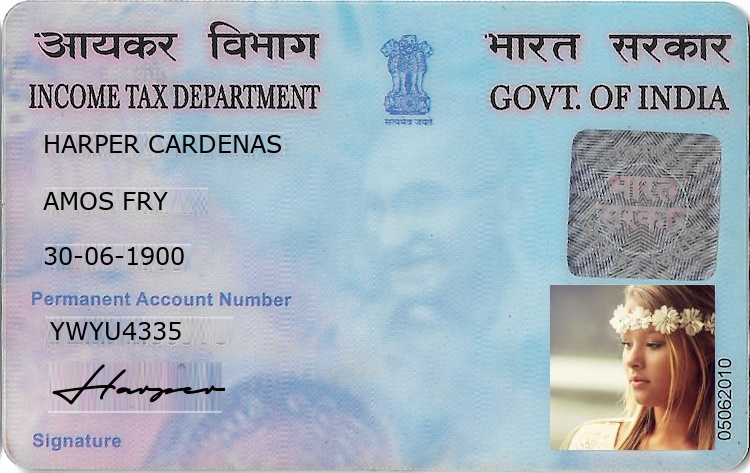 आयकर विभाग
भारत सरकार
INCOME TAX DEPARTMENT
GOVT. OF INDIA
सत्यमेव जयते
HARPER CARDENAS
भारत
सरकार
AMOS FRY
30-06-1900
Permanent Account Number
YWYU4335
Harper
05062010
Signature